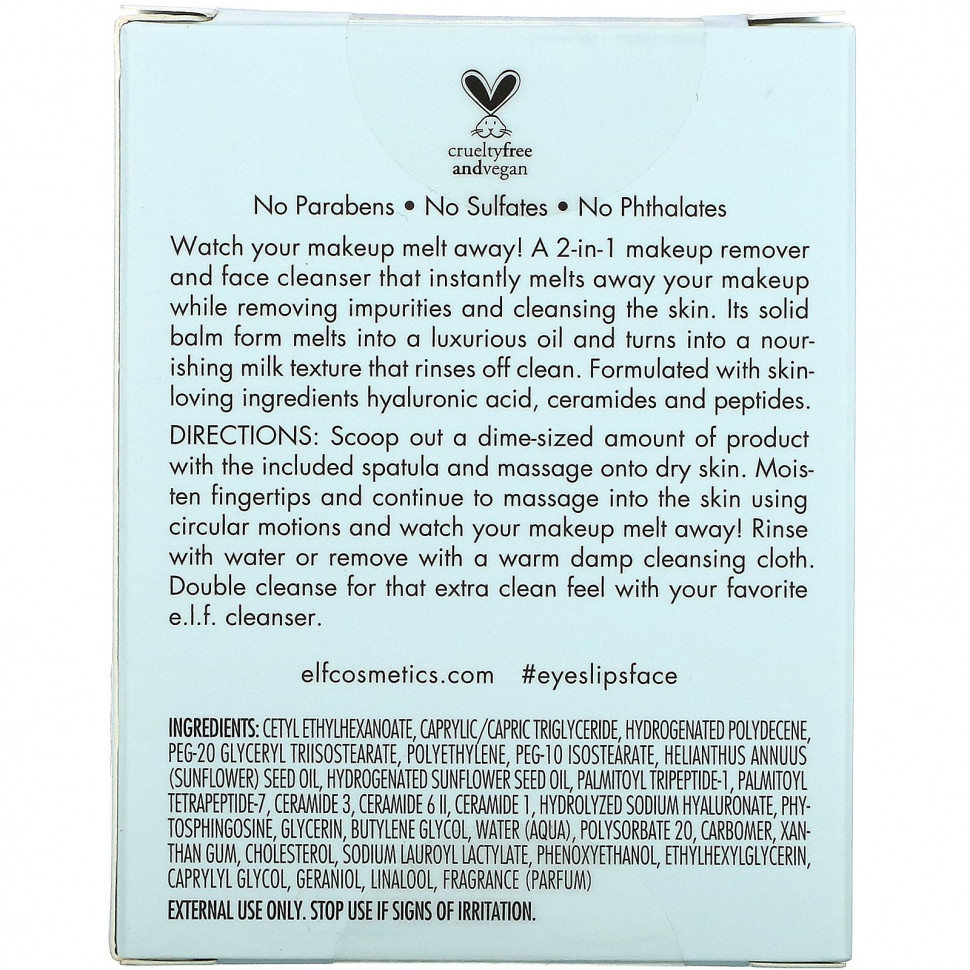 crueltyfree
andvegan
No Parabens • No Sulfates • No Phthalates
Watch your makeup melt away! A 2-in-1 makeup remover
and face cleanser that instantly melts away your makeup
while removing impurities and cleansing the skin. Its solid
balm form melts into a luxurious oil and turns into a nour-
ishing milk texture that rinses off clean. Formulated with skin-
loving ingredients hyaluronic acid, ceramides and peptides.
DIRECTIONS: Scoop out a dime-sized amount of product
with the included spatula and massage onto dry skin. Mois-
ten fingertips and continue to massage into the skin using
circular motions and watch your makeup melt away! Rinse
with water or remove with a warm damp cleansing cloth.
Double cleanse for that extra clean feel with your favorite
e.l.f. cleanser.
elfcosmetics.com #eyeslipsface
INGREDIENTS: CETYL ETHYLHEXANOATE, CAPRYLIC/CAPRIC TRIGLYCERIDE, HYDROGENATED POLYDECENE,
PEG-20 GLYCERYL TRIISOSTEARATE, POLYETHYLENE, PEG-10 ISOSTEARATE, HELIANTHUS ANNUUS
(SUNFLOWER) SEED OIL, HYDROGENATED SUNFLOWER SEED OIL, PALMITOYL TRIPEPTIDE-1, PALMITOYL
TETRAPEPTIDE-7, CERAMIDE 3, CERAMIDE 6 II, CERAMIDE 1, HYDROLYZED SODIUM HYALURONATE, PHY-
TOSPHINGOSINE, GLYCERIN, BUTYLENE GLYCOL, WATER (AQUA), POLYSORBATE 20, CARBOMER, XAN-
THAN GUM, CHOLESTEROL, SODIUM LAUROYL LACTYLATE, PHENOXYETHANOL, ETHYLHEXYLGLYCERIN,
CAPRYLYL GLYCOL, GERANIOL, LINALOOL, FRAGRANCE (PARFUM)
EXTERNAL USE ONLY. STOP USE IF SIGNS OF IRRITATION.